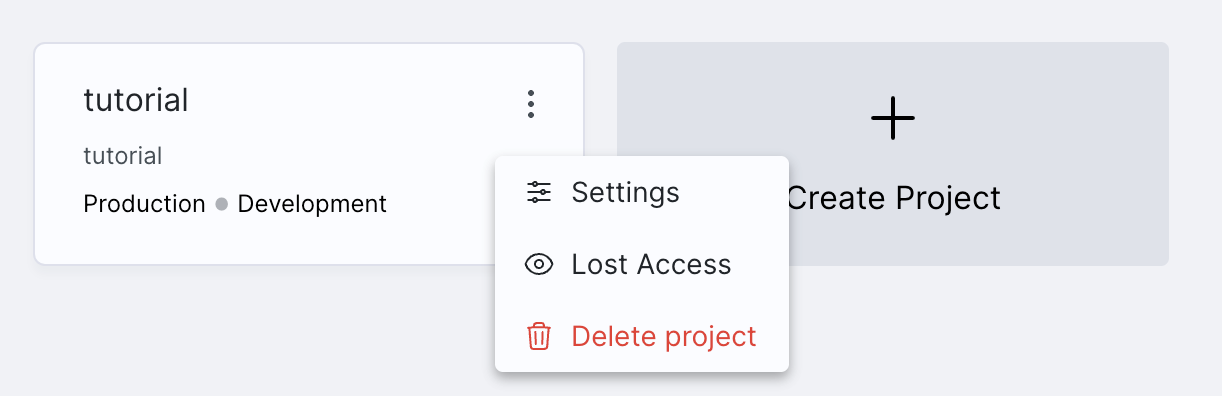 tutorial
tutorial
Production Development
Settings
Lost Access
Delete project
Create Project